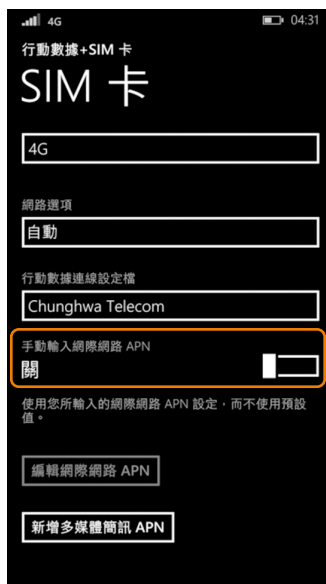 4G
04:31
行動數據+SIM 卡
SIM 卡
4G
網路選項
自動
行動數據連線設定檔
Chunghwa Telecom
手動輸入網際網路 APN
關
使用您所輸入的網際網路 APN 設定，而不使用預設
值。
編輯網際網路 APN
新增多媒體簡訊 APN